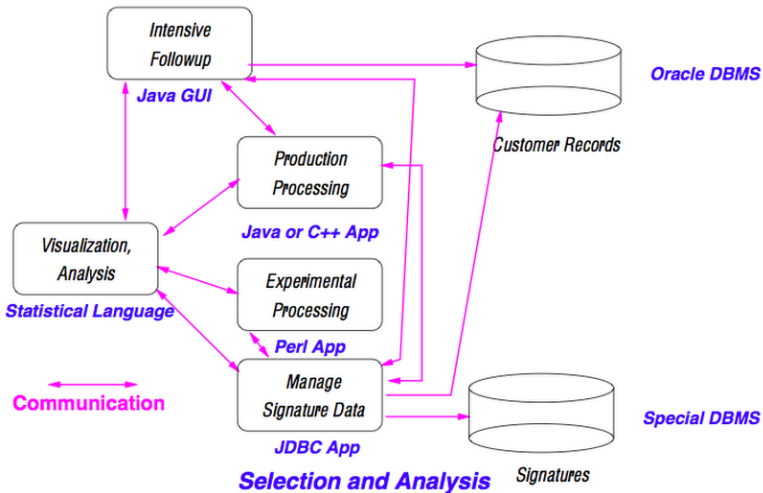 Intensive
Followup
Java GUI
Oracle DBMS
Customer Records
Production
Processing
Java or C++ App
Visualization,
Analysis
Statistical Language
Experimental
Processing
Perl App
Communication
Manage
Signature Data
JDBC App
Special DBMS
Signatures
Selection and Analysis